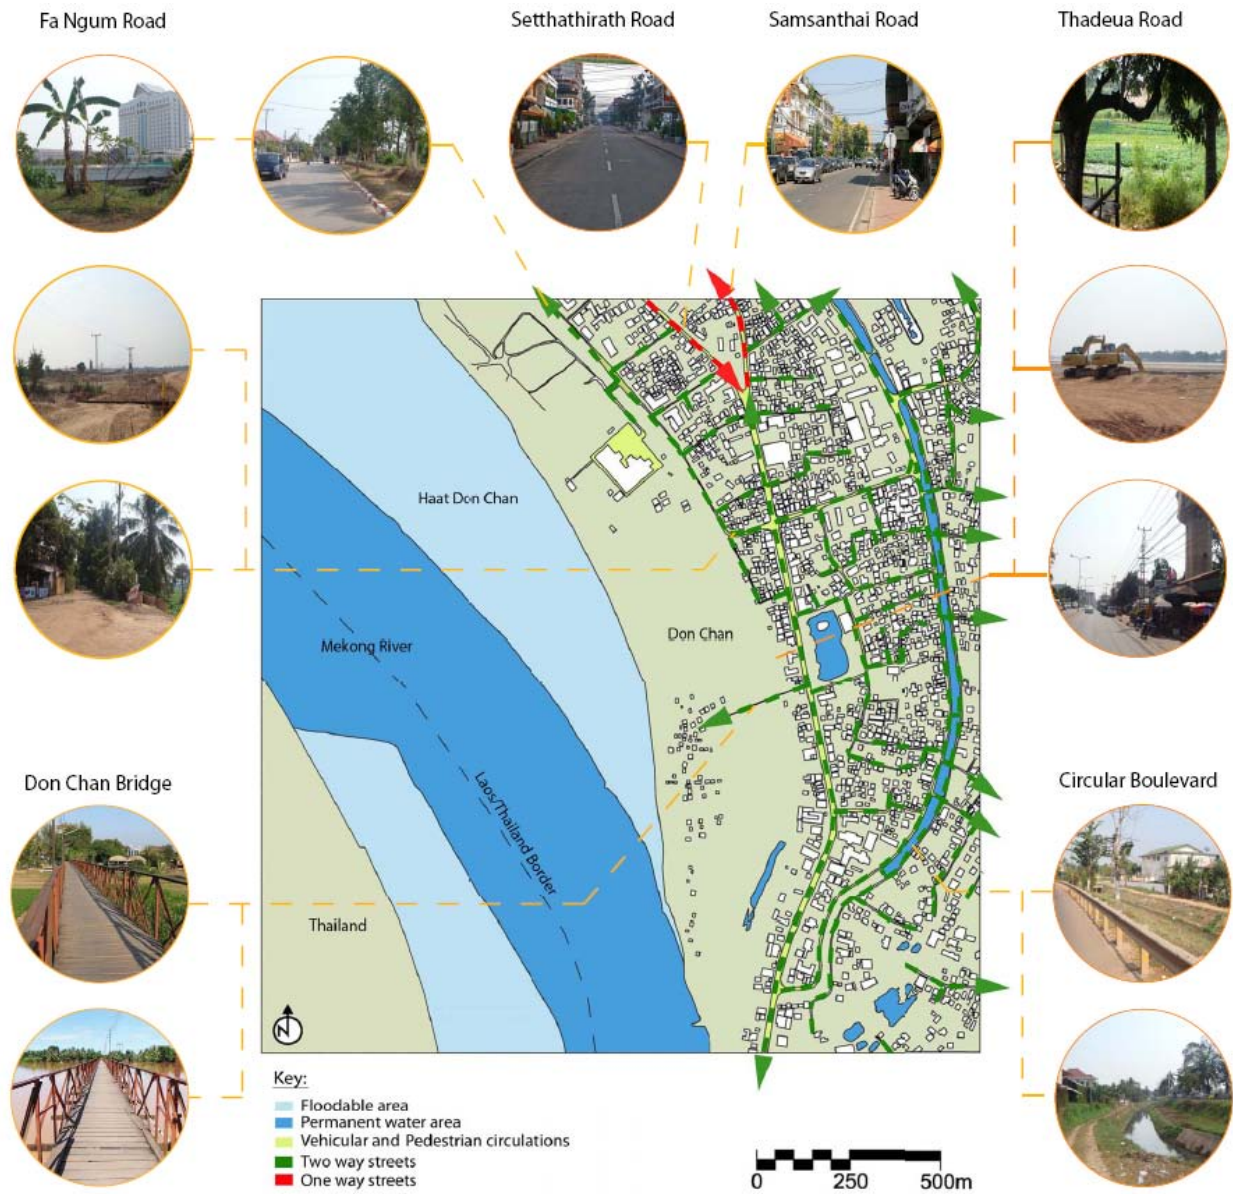 Fa Ngum Road
Setthathirath Road
Samsanthai Road
Thadeua Road
Haat Don Chan
Mekong River
Don Chan
Laos/Thailand Border
Thailand
Don Chan Bridge
Circular Boulevard
N
Key:
Floodable area
Permanent water area
Vehicular and Pedestrian circulations
Two way streets
One way streets
0 250 500m